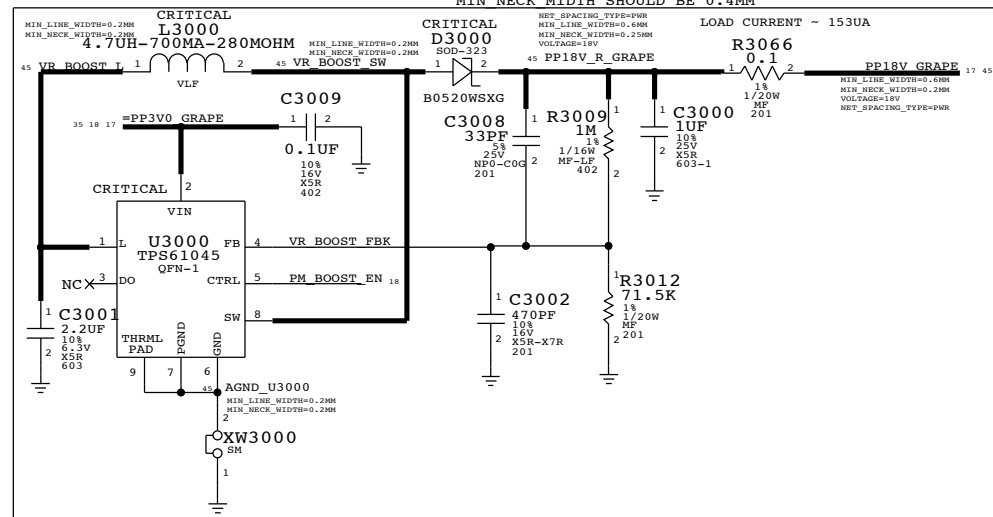 MIN_NECK_WIDTH SHOULD BE 0.4MM
CRITICAL
L3000
4.7UH-700MA-280MOHM
MIN_LINE_WIDTH=0.2MM
MIN_NECK_WIDTH=0.2MM
45 VR_BOOST_L
1
2
VLF
MIN_LINE_WIDTH=0.2MM
MIN_NECK_WIDTH=0.2MM
45 VR_BOOST_SW
CRITICAL
D3000
SOD-323
1
2
B0520WSXG
NET_SPACING_TYPE=PWR
MIN_LINE_WIDTH=0.6MM
MIN_NECK_WIDTH=0.25MM
VOLTAGE=18V
45 PP18V_R_GRAPE
LOAD CURRENT ~ 153UA
R3066
0.1
1
2
1%
1/20W
MF
201
PP18V_GRAPE 17 45
MIN_LINE_WIDTH=0.6MM
MIN_NECK_WIDTH=0.2MM
VOLTAGE=18V
NET_SPACING_TYPE=PWR
35 18 17 =PP3V0_GRAPE
C3009
1
2
0.1UF
10%
16V
X5R
402
C3008
33PF
5%
25V
NP0-C0G
201
1
2
R3009
1M
1%
1/16W
MF-LF
402
1
2
C3000
1UF
10%
25V
X5R
603-1
1
2
CRITICAL
2
VIN
U3000
TPS61045
QFN-1
1
L
FB
4
VR_BOOST_FBK
NC
3
DO
CTRL
5
PM_BOOST_EN 18
SW
8
THRML
PAD
PGND
GND
9
7
6
C3001
2.2UF
10%
6.3V
X5R
603
1
2
C3002
470PF
10%
16V
X5R-X7R
201
1
2
R3012
71.5K
1%
1/20W
MF
201
1
2
45 AGND_U3000
MIN_LINE_WIDTH=0.2MM
MIN_NECK_WIDTH=0.2MM
2
XW3000
SM
1